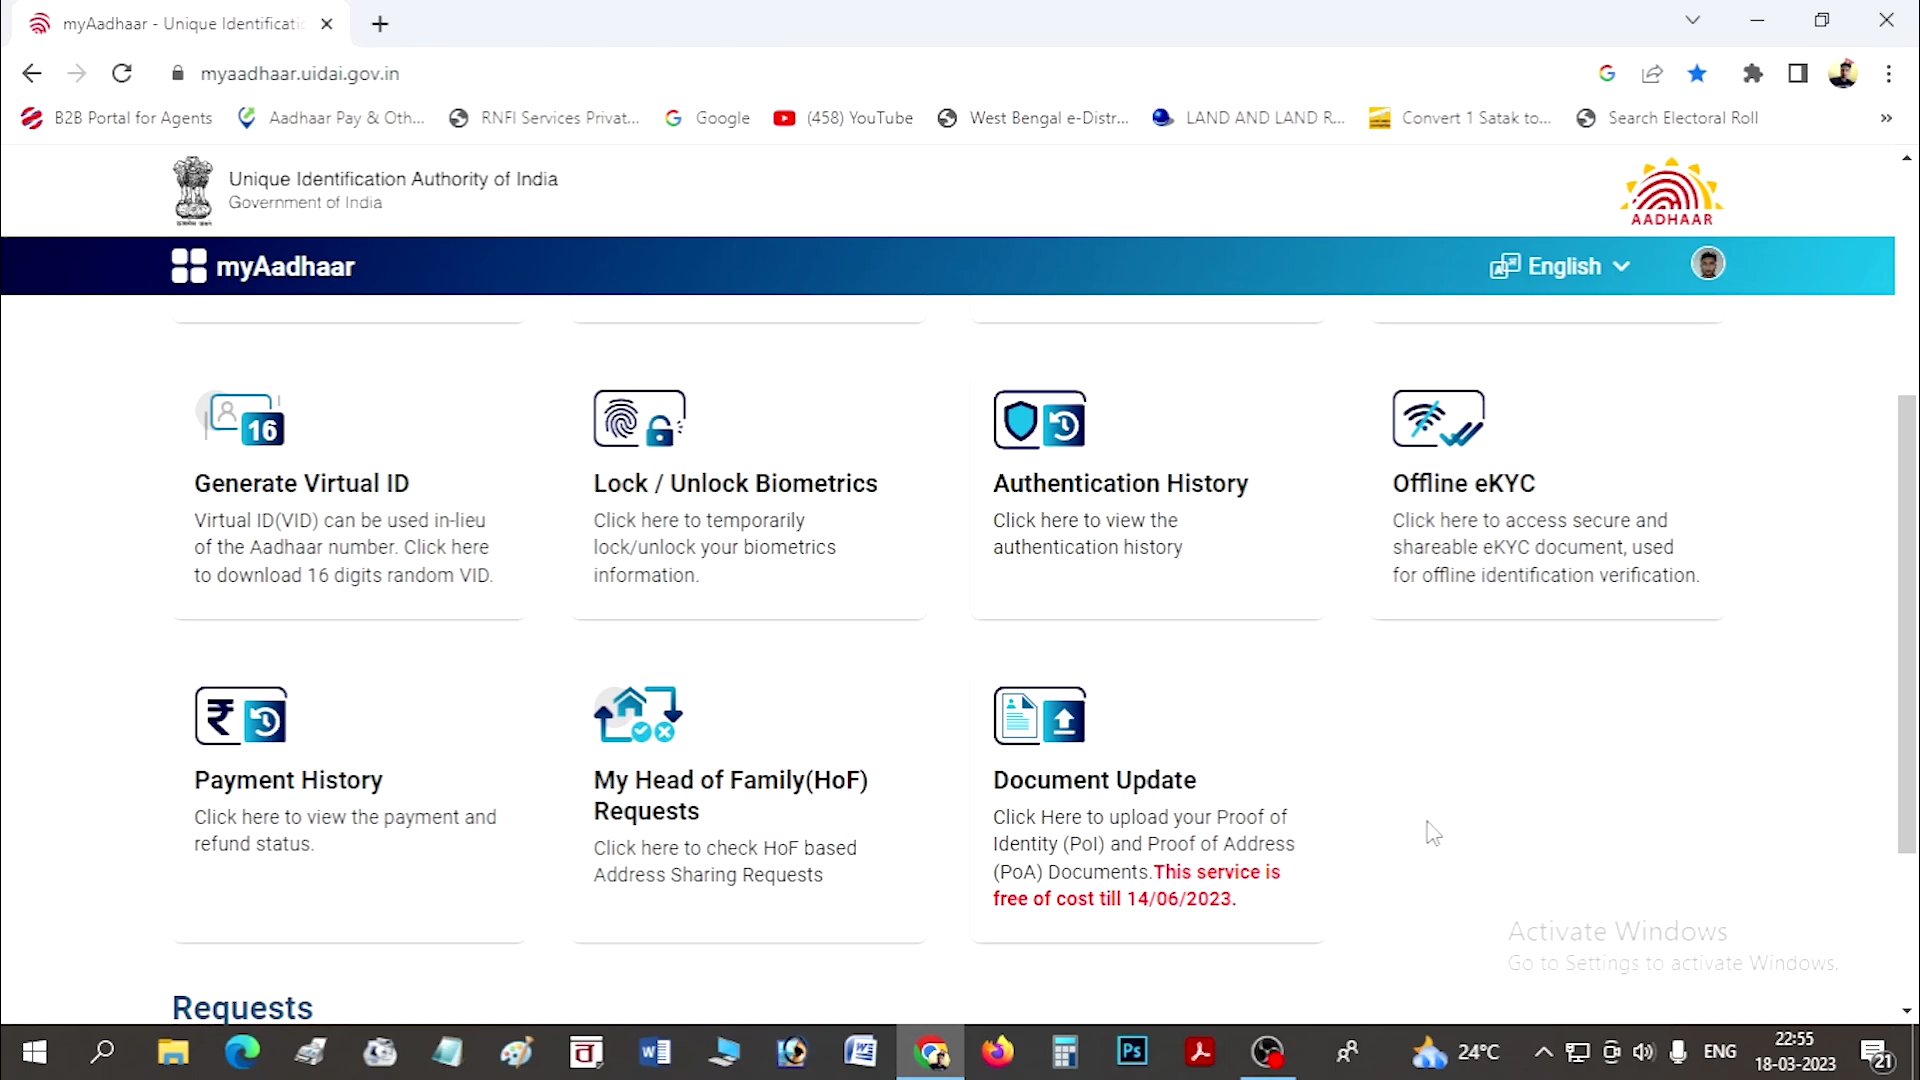 myAadhaar - Unique Identificatic
myaadhaar.uidai.gov.in
B2B Portal for Agents
Aadhaar Pay & Oth...
RNFI Services Privat...
Google
(458) YouTube
West Bengal e-Distr...
LAND AND LAND R...
Convert 1 Satak to...
Search Electoral Roll
»
Unique Identification Authority of India
Government of India
AADHAAR
myAadhaar
English
16
Generate Virtual ID
Virtual ID(VID) can be used in-lieu
of the Aadhaar number. Click here
to download 16 digits random VID.
Lock / Unlock Biometrics
Click here to temporarily
lock/unlock your biometrics
information.
Authentication History
Click here to view the
authentication history
Offline eKYC
Click here to access secure and
shareable eKYC document, used
for offline identification verification.
₹
Payment History
Click here to view the payment and
refund status.
My Head of Family(HoF)
Requests
Click here to check HoF based
Address Sharing Requests
Document Update
Click Here to upload your Proof of
Identity (PoI) and Proof of Address
(PoA) Documents.This service is
free of cost till 14/06/2023.
Activate Windows
Go to Settings to activate Windows.
Requests
Ps
24°C
ENG
22:55
18-03-2023
21